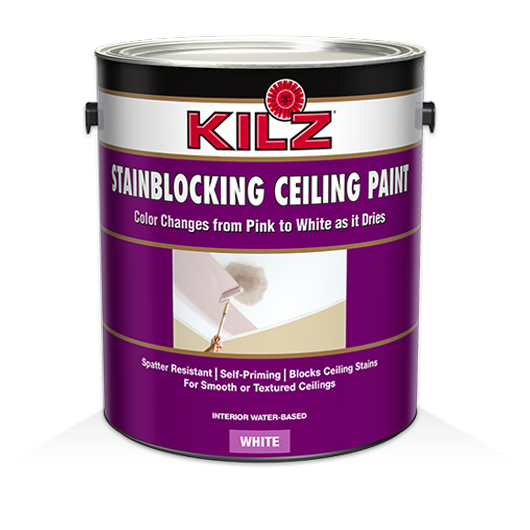 KILZ
STAINBLOCKING CEILING PAINT
Color Changes from Pink to White as it Dries
Spatter Resistant | Self-Priming | Blocks Ceiling Stains
For Smooth or Textured Ceilings
INTERIOR WATER-BASED
WHITE